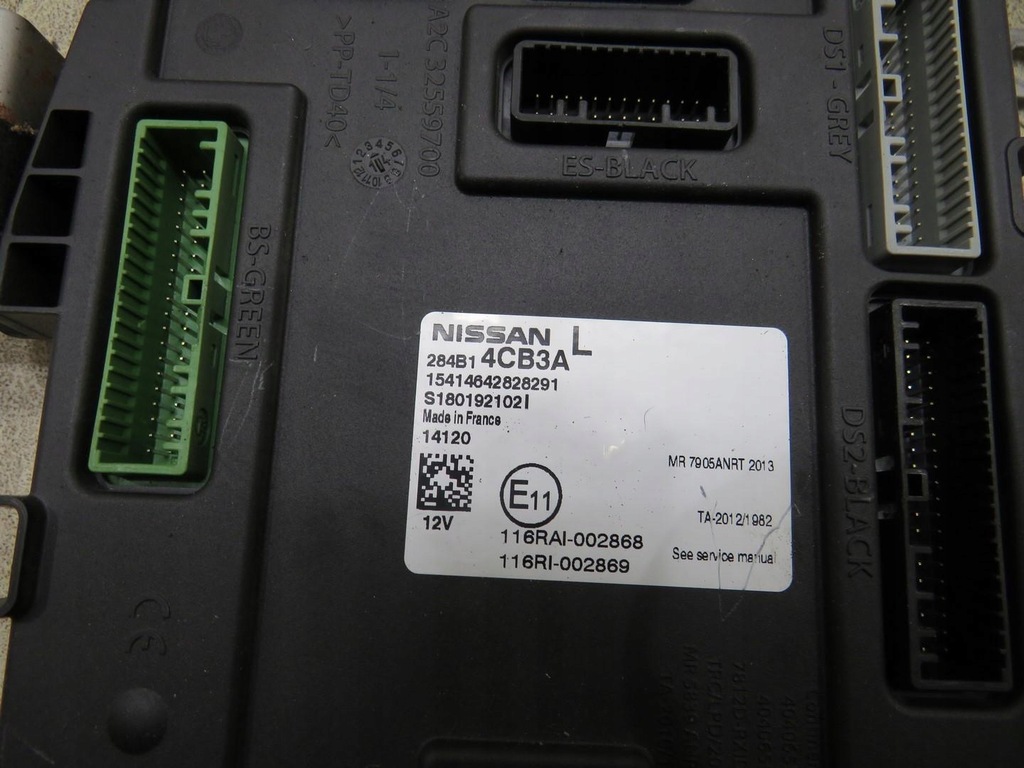 A2C32559700
1-1/4
>PP-TD40<
ES-BLACK
DS1-GREY
BS-GREEN
NISSAN L
284B1 4CB3A
15414642828291
S180192102I
Made in France
14120
12V
E11
116RAI-002868
116RI-002869
MR 7905ANRT 2013
TA-2012/1982
See service manual
DS2-BLACK
CE